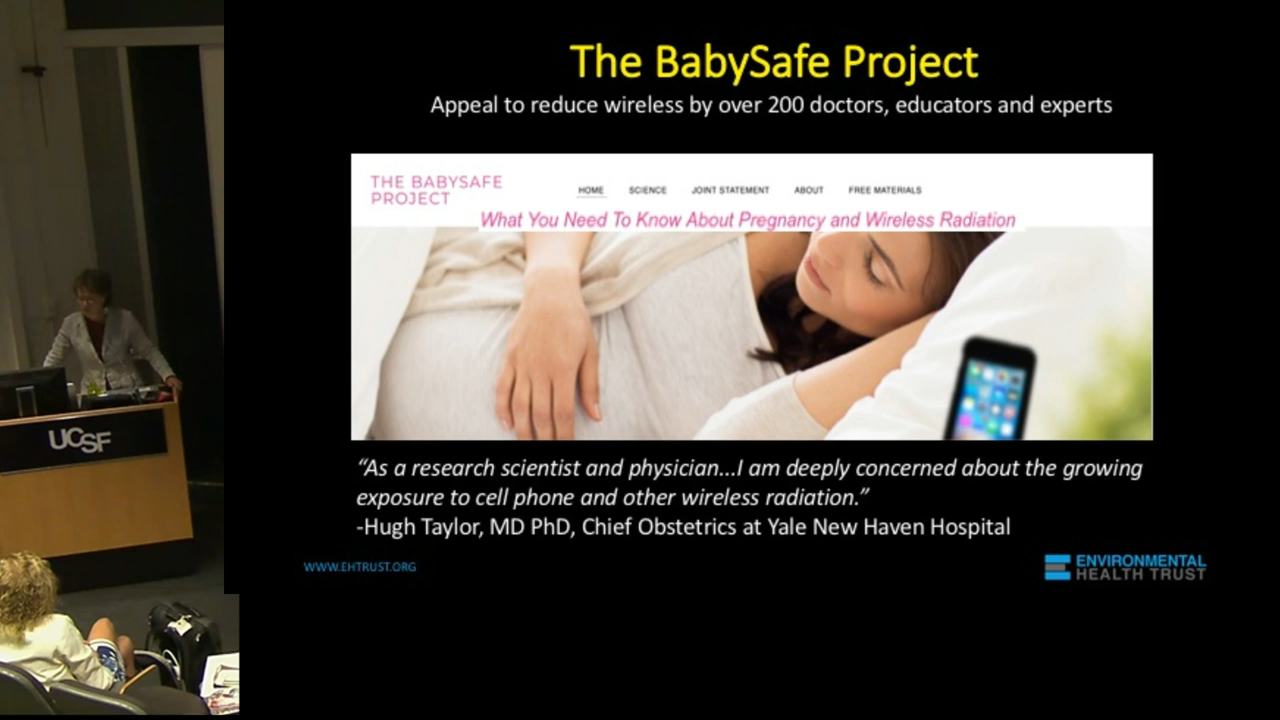 The BabySafe Project
Appeal to reduce wireless by over 200 doctors, educators and experts
THE BABYSAFE
PROJECT
HOME SCIENCE JOINT STATEMENT ABOUT FREE MATERIALS
What You Need To Know About Pregnancy and Wireless Radiation
“As a research scientist and physician...I am deeply concerned about the growing
exposure to cell phone and other wireless radiation.”
-Hugh Taylor, MD PhD, Chief Obstetrics at Yale New Haven Hospital
WWW.EHTRUST.ORG
ENVIRONMENTAL
HEALTH TRUST
UCSF